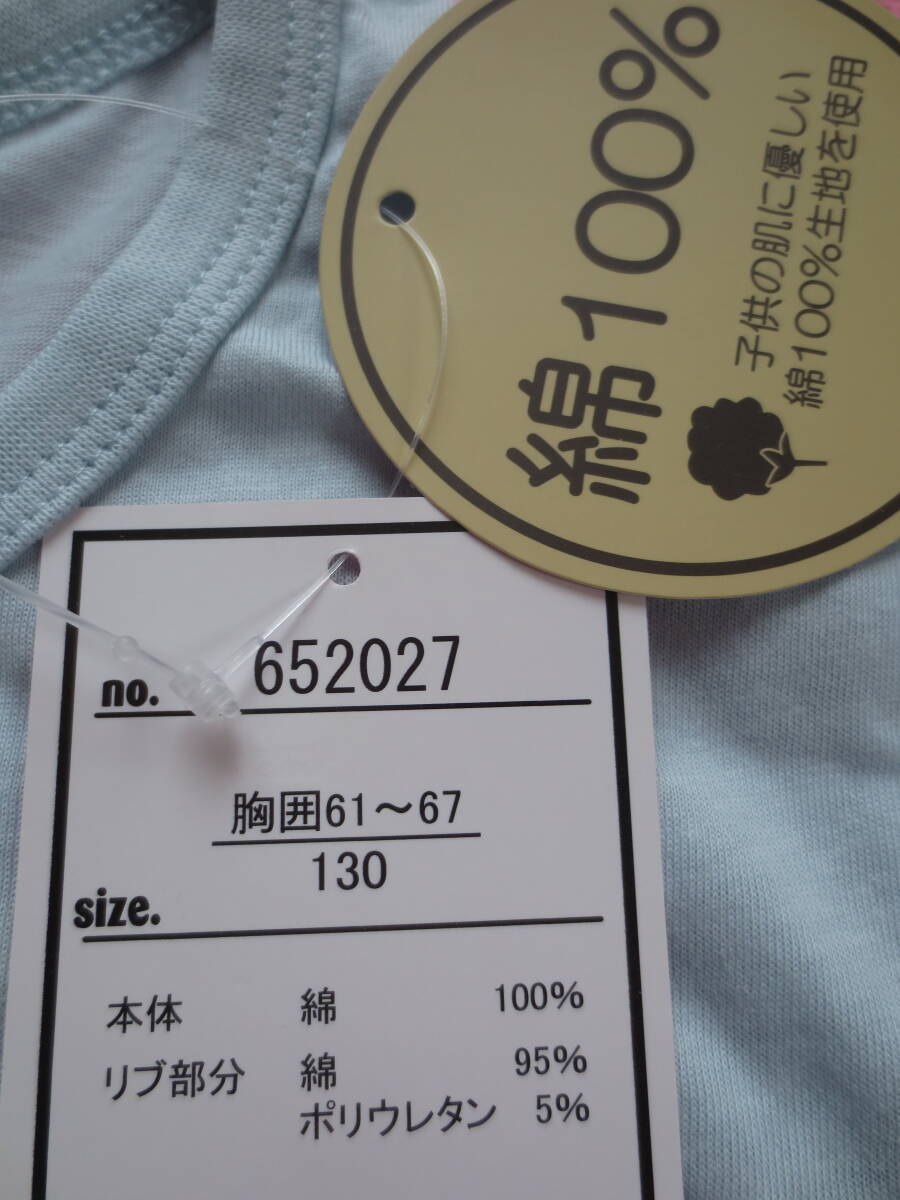 綿100%
子供の肌に優しい
綿100%生地を使用
no. 652027
胸囲61～67
130
size.
本体 綿 100%
リブ部分 綿 95%
ポリウレタン 5%